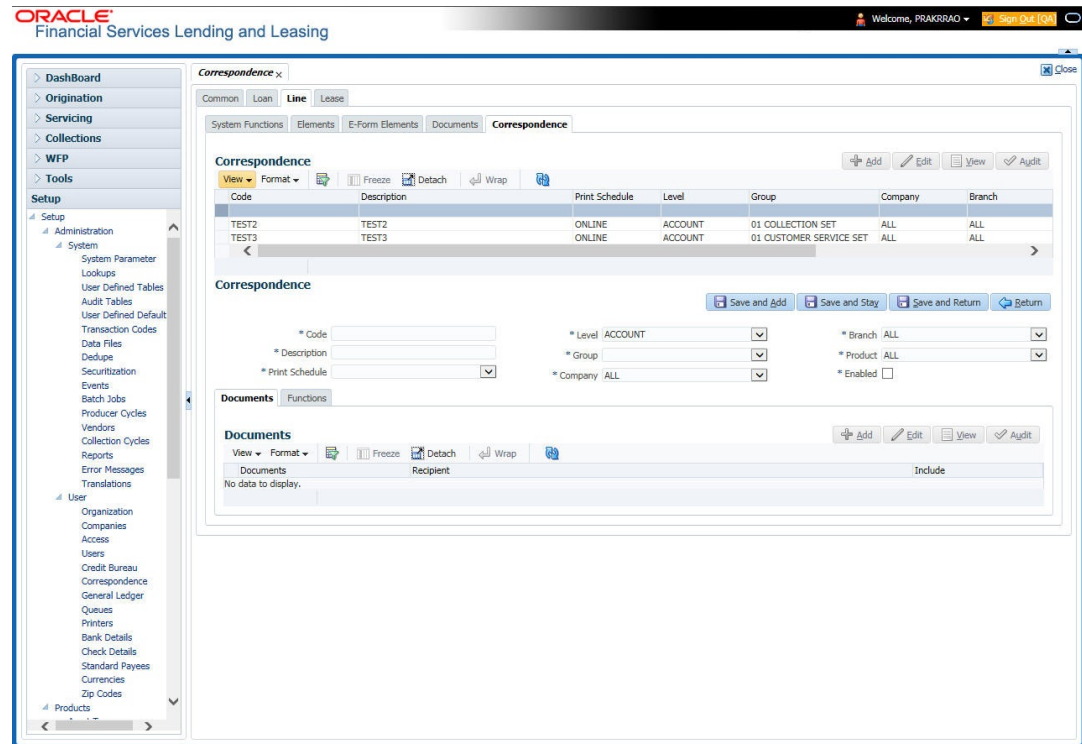 ORACLE
Financial Services Lending and Leasing
Welcome, PRAKRRAO
Sign Out [QA]
DashBoard
Origination
Servicing
Collections
WFP
Tools
Setup
Setup
Administration
System
System Parameter
Lookups
User Defined Tables
Audit Tables
User Defined Default
Transaction Codes
Data Files
Dedupe
Securitization
Events
Batch Jobs
Producer Cycles
Vendors
Collection Cycles
Reports
Error Messages
Translations
User
Organization
Companies
Access
Users
Credit Bureau
Correspondence
General Ledger
Queues
Printers
Bank Details
Check Details
Standard Payees
Currencies
Zip Codes
Products
Correspondence x
Close
Common Loan Line Lease
System Functions Elements E-Form Elements Documents Correspondence
Correspondence
Add Edit View Audit
View Format Freeze Detach Wrap
Code Description Print Schedule Level Group Company Branch
TEST2 TEST2 ONLINE ACCOUNT 01 COLLECTION SET ALL ALL
TEST3 TEST3 ONLINE ACCOUNT 01 CUSTOMER SERVICE SET ALL ALL
Correspondence
Save and Add Save and Stay Save and Return Return
* Code * Level ACCOUNT * Branch ALL
* Description * Group * Product ALL
* Print Schedule * Company ALL * Enabled
Documents Functions
Documents
Add Edit View Audit
View Format Freeze Detach Wrap
Documents Recipient Include
No data to display.